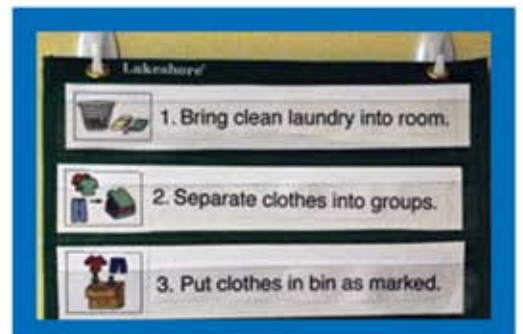 Lakeshore®
1. Bring clean laundry into room.
2. Separate clothes into groups.
3. Put clothes in bin as marked.